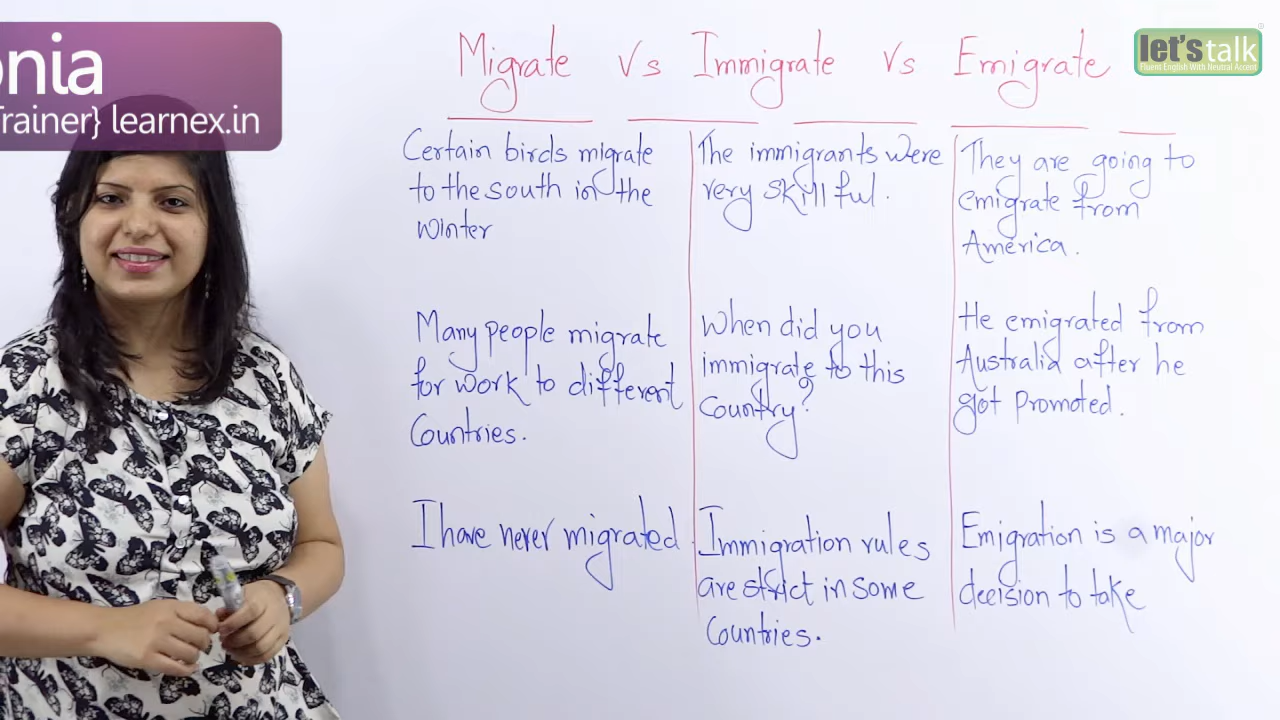 onia
Trainer} learnex.in
let's talk
Fluent English With Neutral Accent
Migrate vs Immigrate vs Emigrate
Certain birds migrate
to the south in the
winter
Many people migrate
for work to different
Countries.
I have never migrated.
The immigrants were
very skillful.
When did you
immigrate to this
Country?
Immigration rules
are strict in some
Countries.
They are going to
emigrate from
America.
He emigrated from
Australia after he
got promoted.
Emigration is a major
decision to take